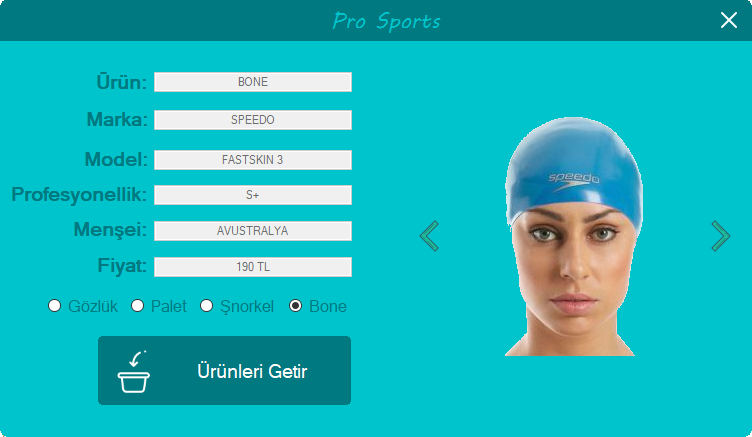 Pro Sports
Ürün: BONE
Marka: SPEEDO
Model: FASTSKIN 3
Profesyonellik: S+
Menşei: AVUSTRALYA
Fiyat: 190 TL
Gözlük Palet Şnorkel Bone
Ürünleri Getir
speedo